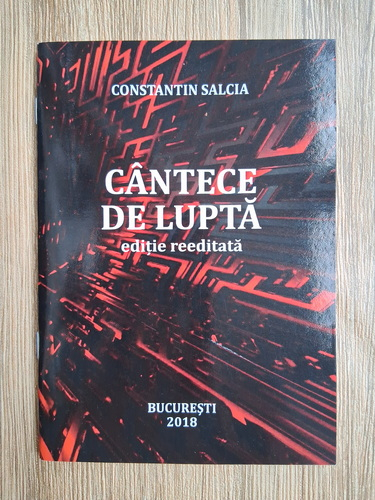 CONSTANTIN SALCIA
CÂNTECE
DE LUPTĂ
ediție reeditată
BUCUREȘTI
2018